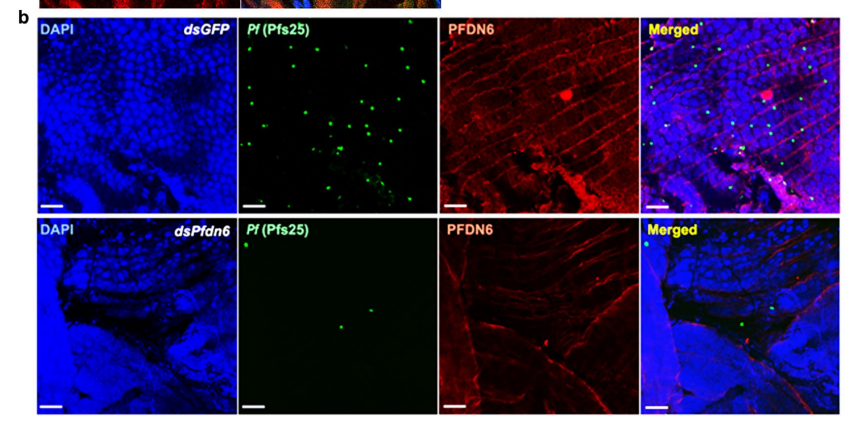 b
DAPI dsGFP Pf (Pfs25) PFDN6 Merged
DAPI dsPfdn6 Pf (Pfs25) PFDN6 Merged